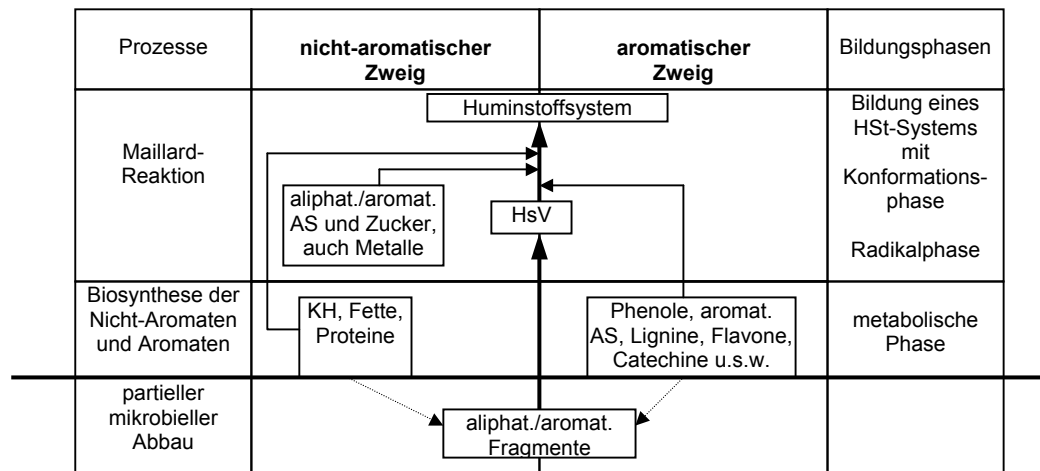 Prozesse
nicht-aromatischer
Zweig
aromatischer
Zweig
Bildungsphasen
Maillard-
Reaktion
Huminstoffsystem
aliphat./aromat.
AS und Zucker,
auch Metalle
HsV
Bildung eines
HSt-Systems
mit
Konformations-
phase
Radikalphase
Biosynthese der
Nicht-Aromaten
und Aromaten
KH, Fette,
Proteine
Phenole, aromat.
AS, Lignine, Flavone,
Catechine u.s.w.
metabolische
Phase
partieller
mikrobieller
Abbau
aliphat./aromat.
Fragmente